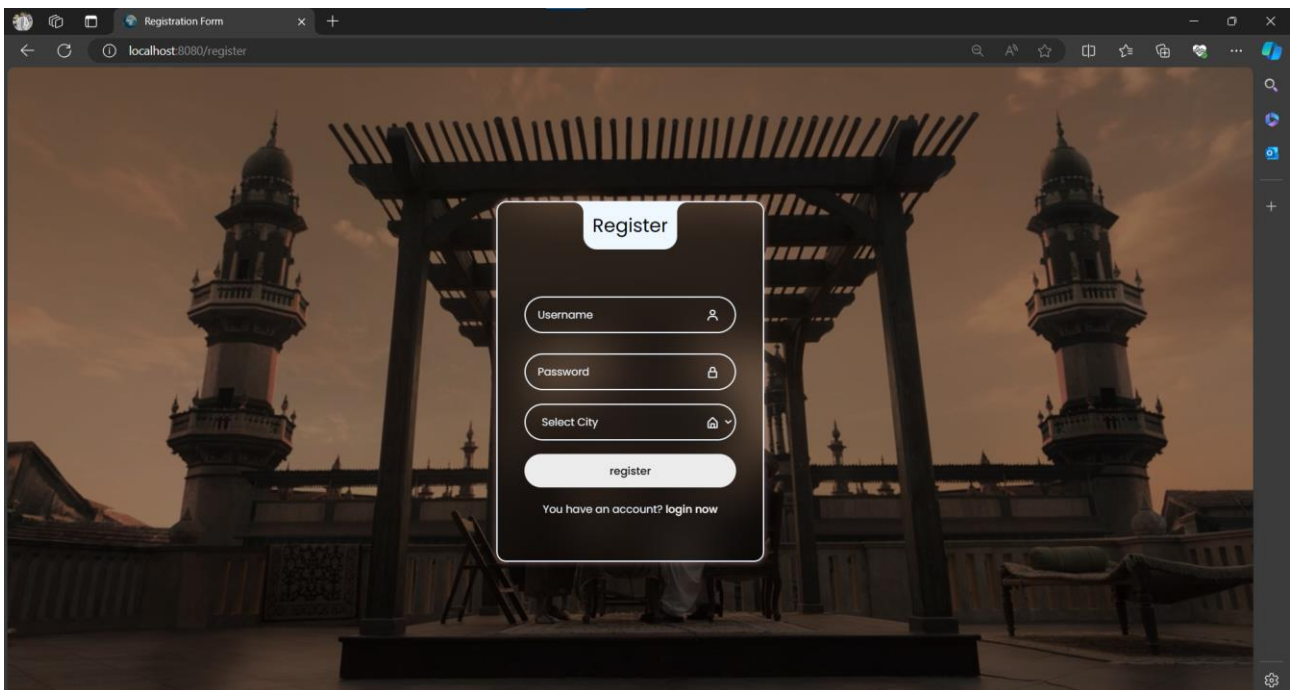 Registration Form
localhost:8080/register
Register
Username
Password
Select City
register
You have an account? login now